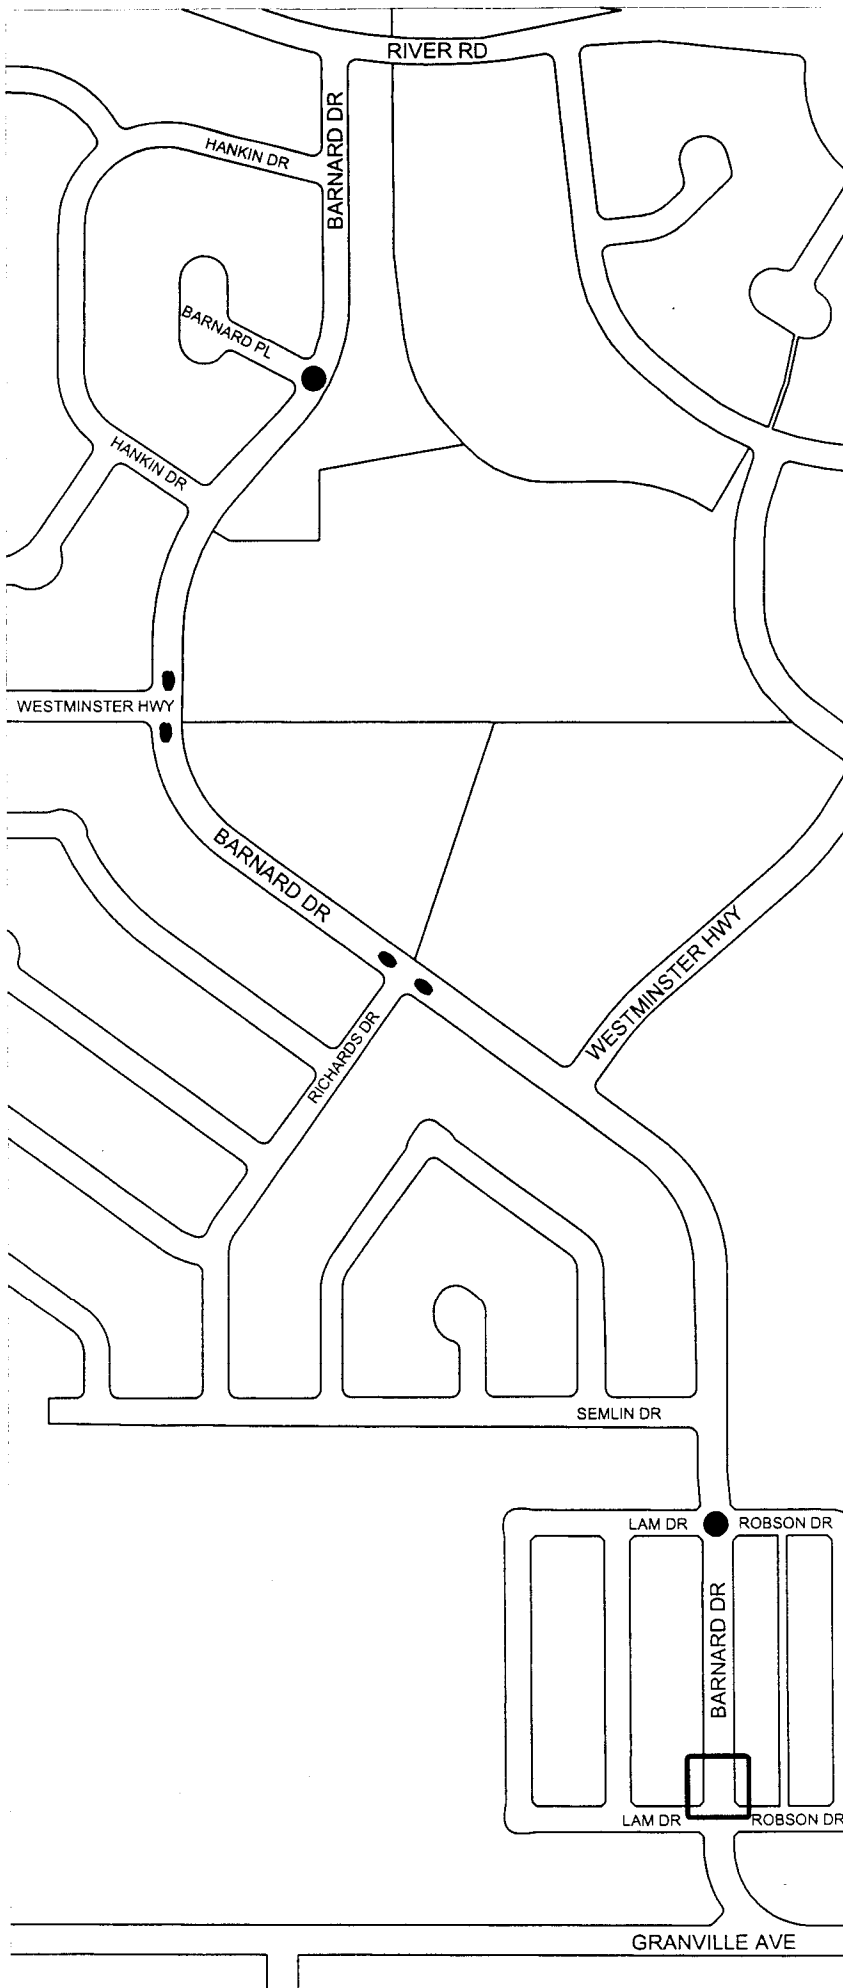 RIVER RD
BARNARD DR
HANKIN DR
BARNARD PL
HANKIN DR
WESTMINSTER HWY
BARNARD DR
WESTMINSTER HWY
RICHARDS DR
SEMLIN DR
LAM DR
ROBSON DR
BARNARD DR
LAM DR
ROBSON DR
GRANVILLE AVE